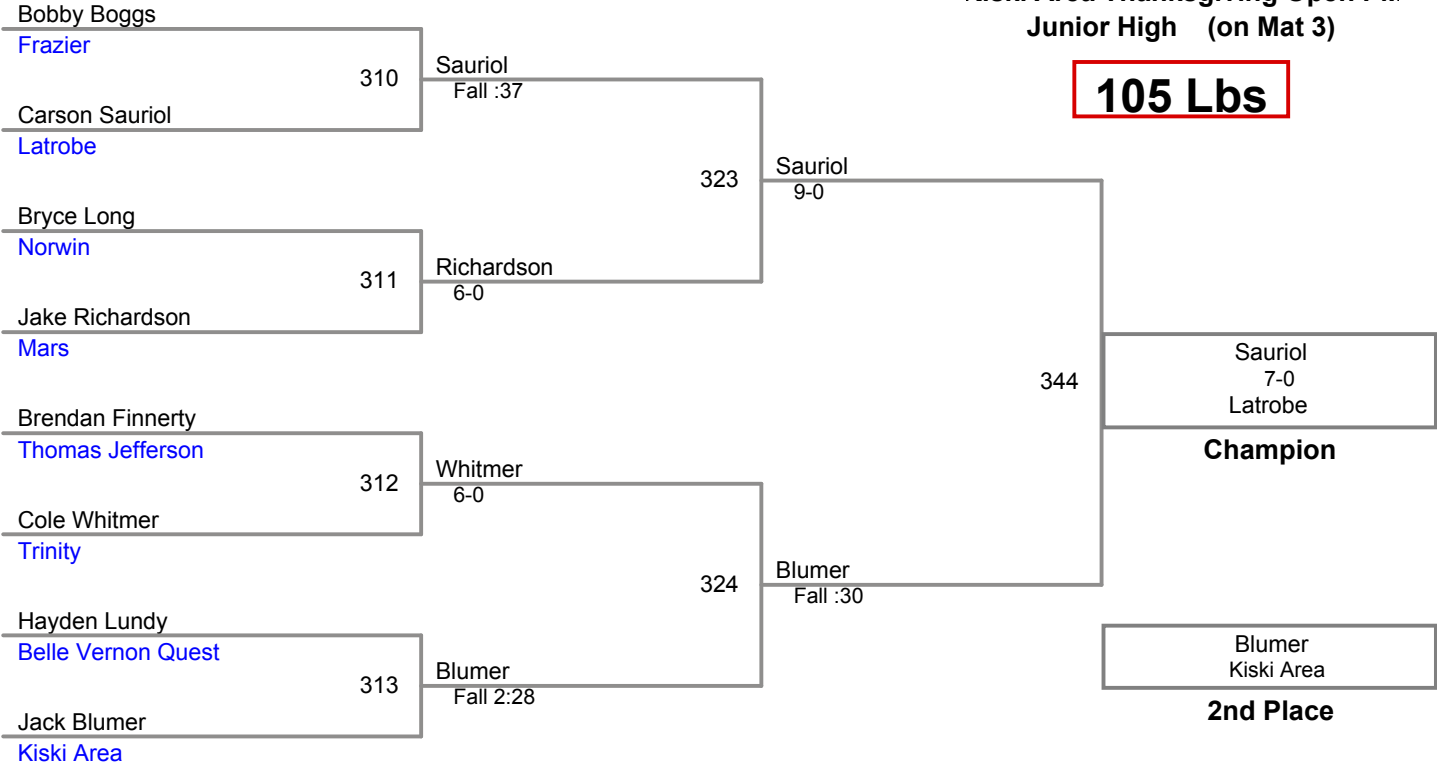 Area Thanksgiving Open
Junior High (on Mat 3)
105 Lbs
Bobby Boggs
Frazier
310
Carson Sauriol
Latrobe
Sauriol
Fall :37
Bryce Long
Norwin
311
Jake Richardson
Mars
Richardson
6-0
323
Sauriol
9-0
Brendan Finnerty
Thomas Jefferson
312
Cole Whitmer
Trinity
Whitmer
6-0
Hayden Lundy
Belle Vernon Quest
313
Jack Blumer
Kiski Area
Blumer
Fall 2:28
324
Blumer
Fall :30
344
Sauriol
7-0
Latrobe
Champion
Blumer
Kiski Area
2nd Place